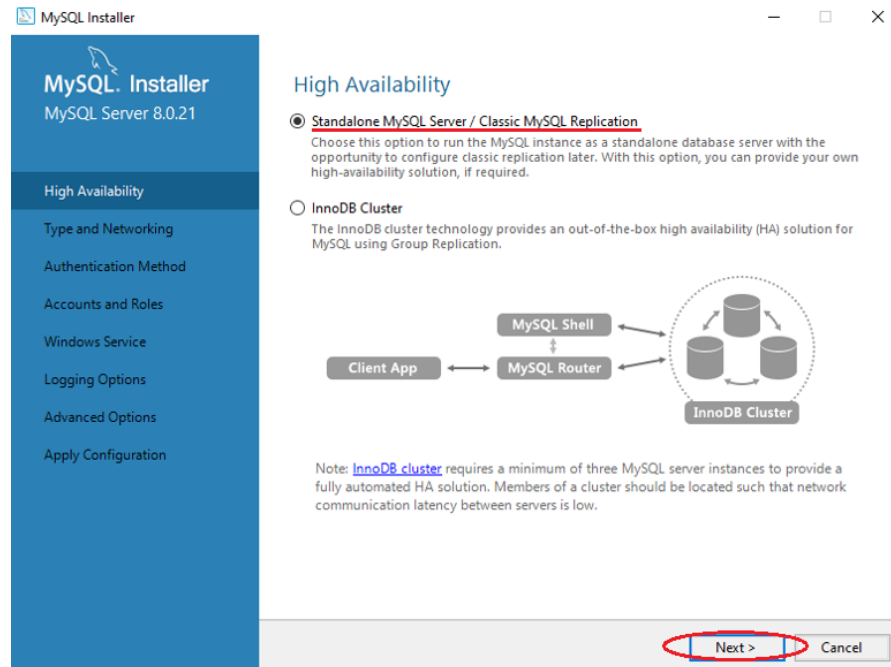 MySQL Installer
MySQL. Installer
MySQL Server 8.0.21
High Availability
Type and Networking
Authentication Method
Accounts and Roles
Windows Service
Logging Options
Advanced Options
Apply Configuration
High Availability
Standalone MySQL Server / Classic MySQL Replication
Choose this option to run the MySQL instance as a standalone database server with the
opportunity to configure classic replication later. With this option, you can provide your own
high-availability solution, if required.
InnoDB Cluster
The InnoDB cluster technology provides an out-of-the-box high availability (HA) solution for
MySQL using Group Replication.
MySQL Shell
Client App
MySQL Router
InnoDB Cluster
Note: InnoDB cluster requires a minimum of three MySQL server instances to provide a
fully automated HA solution. Members of a cluster should be located such that network
communication latency between servers is low.
Next >
Cancel